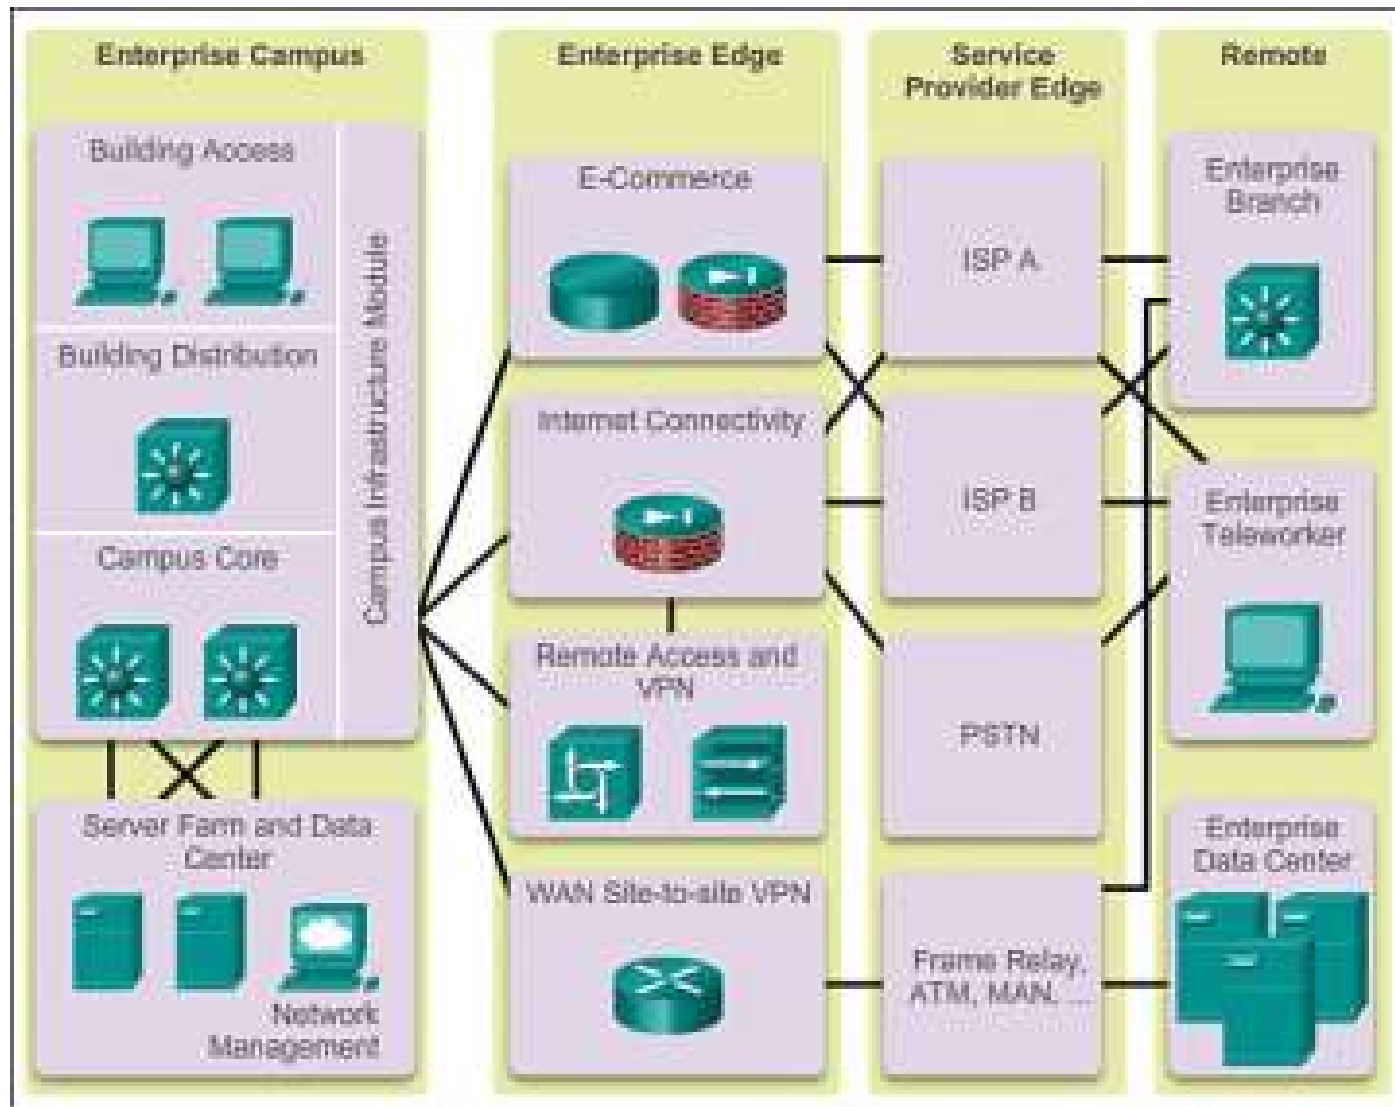 Enterprise Campus
Building Access
Building Distribution
Campus Core
Campus Infrastructure Module
Server Farm and Data
Center
Network
Management
Enterprise Edge
E-Commerce
Internet Connectivity
Remote Access and
VPN
WAN Site-to-site VPN
Service
Provider Edge
ISP A
ISP B
PSTN
Frame Relay,
ATM, MAN, ...
Remote
Enterprise
Branch
Enterprise
Teleworker
Enterprise
Data Center